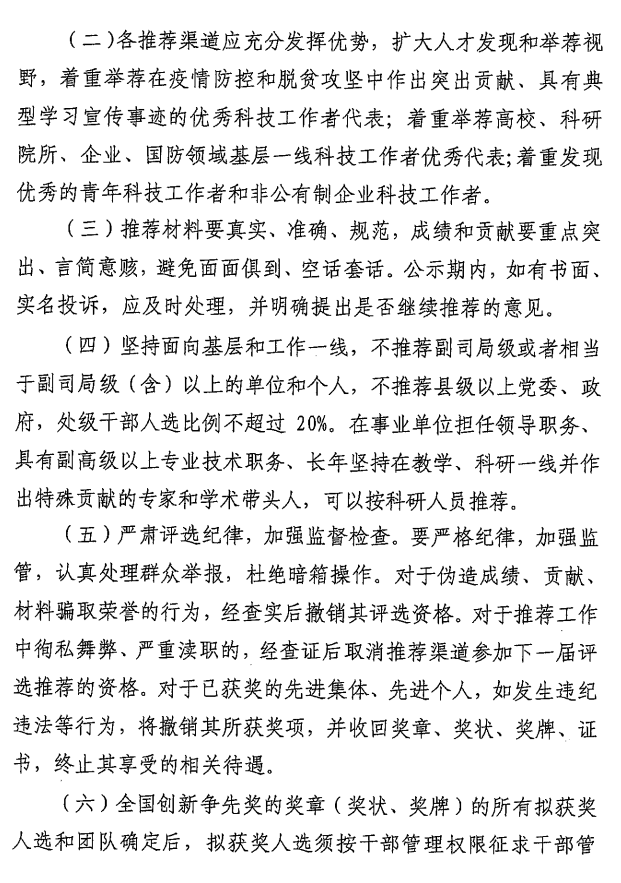 （二）各推荐渠道应充分发挥优势，扩大人才发现和举荐视
野，着重举荐在疫情防控和脱贫攻坚中作出突出贡献、具有典
型学习宣传事迹的优秀科技工作者代表；着重举荐高校、科研
院所、企业、国防领域基层一线科技工作者优秀代表；着重发现
优秀的青年科技工作者和非公有制企业科技工作者。
（三）推荐材料要真实、准确、规范，成绩和贡献要重点突
出、言简意赅，避免面面俱到、空话套话。公示期内，如有书面、
实名投诉，应及时处理，并明确提出是否继续推荐的意见。
（四）坚持面向基层和工作一线，不推荐副司局级或者相当
于副司局级（含）以上的单位和个人，不推荐县级以上党委、政
府，处级干部人选比例不超过 20%。在事业单位担任领导职务、
具有副高级以上专业技术职务、长年坚持在教学、科研一线并作
出特殊贡献的专家和学术带头人，可以按科研人员推荐。
（五）严肃评选纪律，加强监督检查。要严格纪律，加强监
管，认真处理群众举报，杜绝暗箱操作。对于伪造成绩、贡献、
材料骗取荣誉的行为，经查实后撤销其评选资格。对于推荐工作
中徇私舞弊、严重渎职的，经查证后取消推荐渠道参加下一届评
选推荐的资格。对于已获奖的先进集体、先进个人，如发生违纪
违法等行为，将撤销其所获奖项，并收回奖章、奖状、奖牌、证
书，终止其享受的相关待遇。
（六）全国创新争先奖的奖章（奖状、奖牌）的所有拟获奖
人选和团队确定后，拟获奖人选须按干部管理权限征求干部管